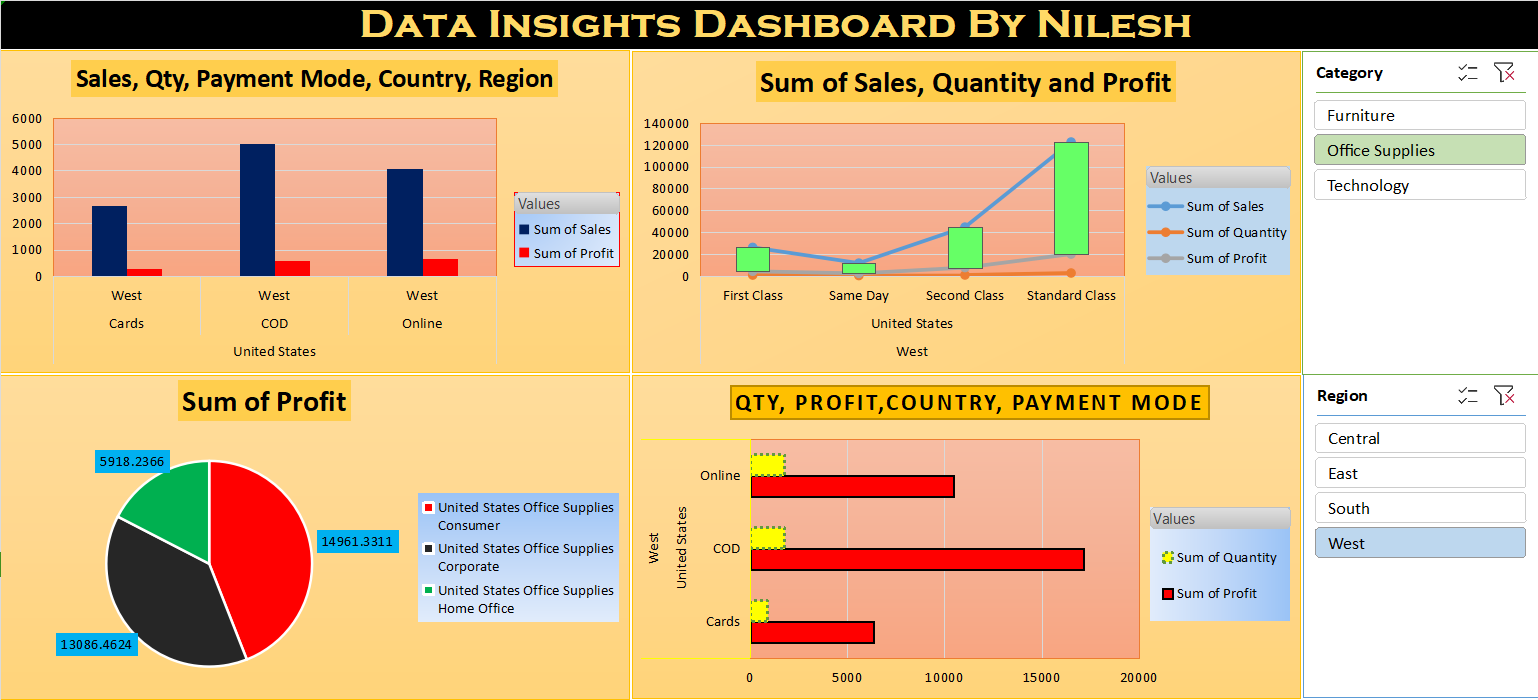 DATA INSIGHTS DASHBOARD BY NILESH
Sales, Qty, Payment Mode, Country, Region
6000
5000
4000
3000
2000
1000
0
West West West
Cards COD Online
United States
Values
Sum of Sales
Sum of Profit
Sum of Sales, Quantity and Profit
140000
120000
100000
80000
60000
40000
20000
0
First Class Same Day Second Class Standard Class
United States
West
Values
Sum of Sales
Sum of Quantity
Sum of Profit
Category
Furniture
Office Supplies
Technology
Sum of Profit
5918.2366
14961.3311
13086.4624
United States Office Supplies
Consumer
United States Office Supplies
Corporate
United States Office Supplies
Home Office
QTY, PROFIT,COUNTRY, PAYMENT MODE
West
United States
Online
COD
Cards
0 5000 10000 15000 20000
Values
Sum of Quantity
Sum of Profit
Region
Central
East
South
West